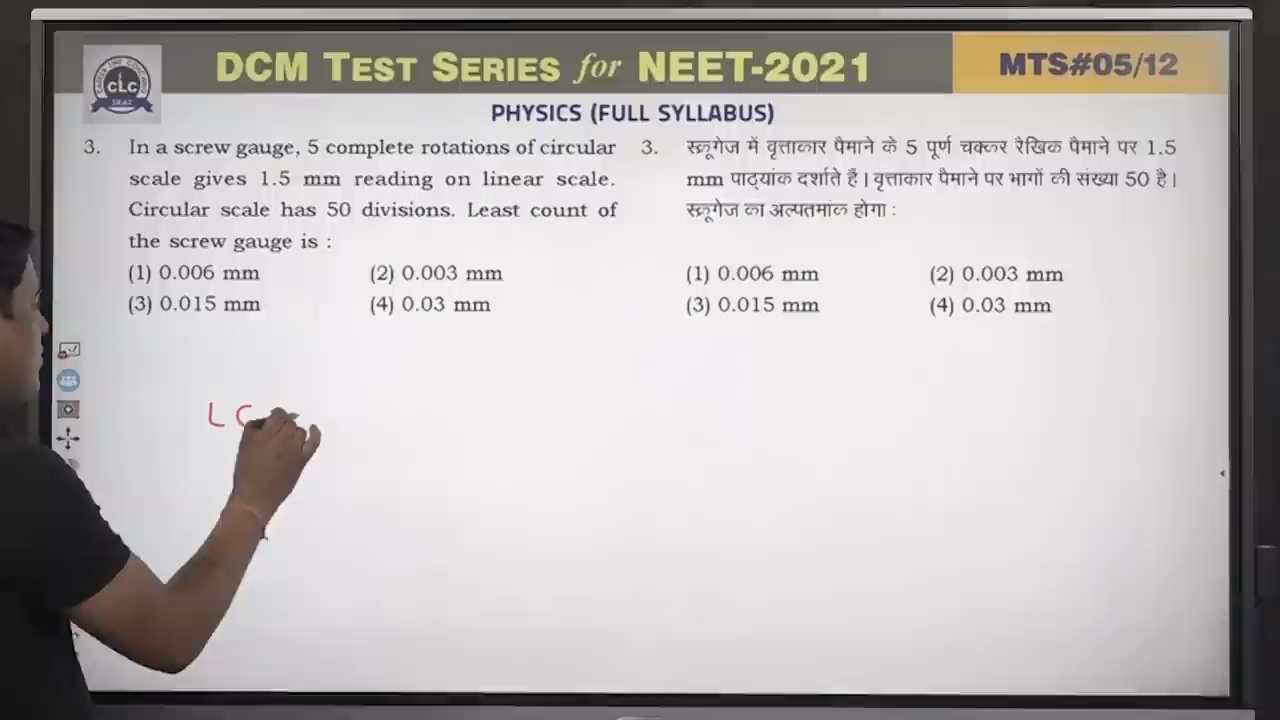 DCM TEST SERIES for NEET-2021
MTS#05/12
CLC
SIKAR
PHYSICS (FULL SYLLABUS)
3. In a screw gauge, 5 complete rotations of circular
scale gives 1.5 mm reading on linear scale.
Circular scale has 50 divisions. Least count of
the screw gauge is :
(1) 0.006 mm (2) 0.003 mm
(3) 0.015 mm (4) 0.03 mm
3. स्क्रूगेज में वृत्ताकार पैमाने के 5 पूर्ण चक्कर रैखिक पैमाने पर 1.5
mm पाठ्यांक दर्शाते हैं। वृत्ताकार पैमाने पर भागों की संख्या 50 है।
स्क्रूगेज का अल्पतमांक होगा :
(1) 0.006 mm (2) 0.003 mm
(3) 0.015 mm (4) 0.03 mm
LC